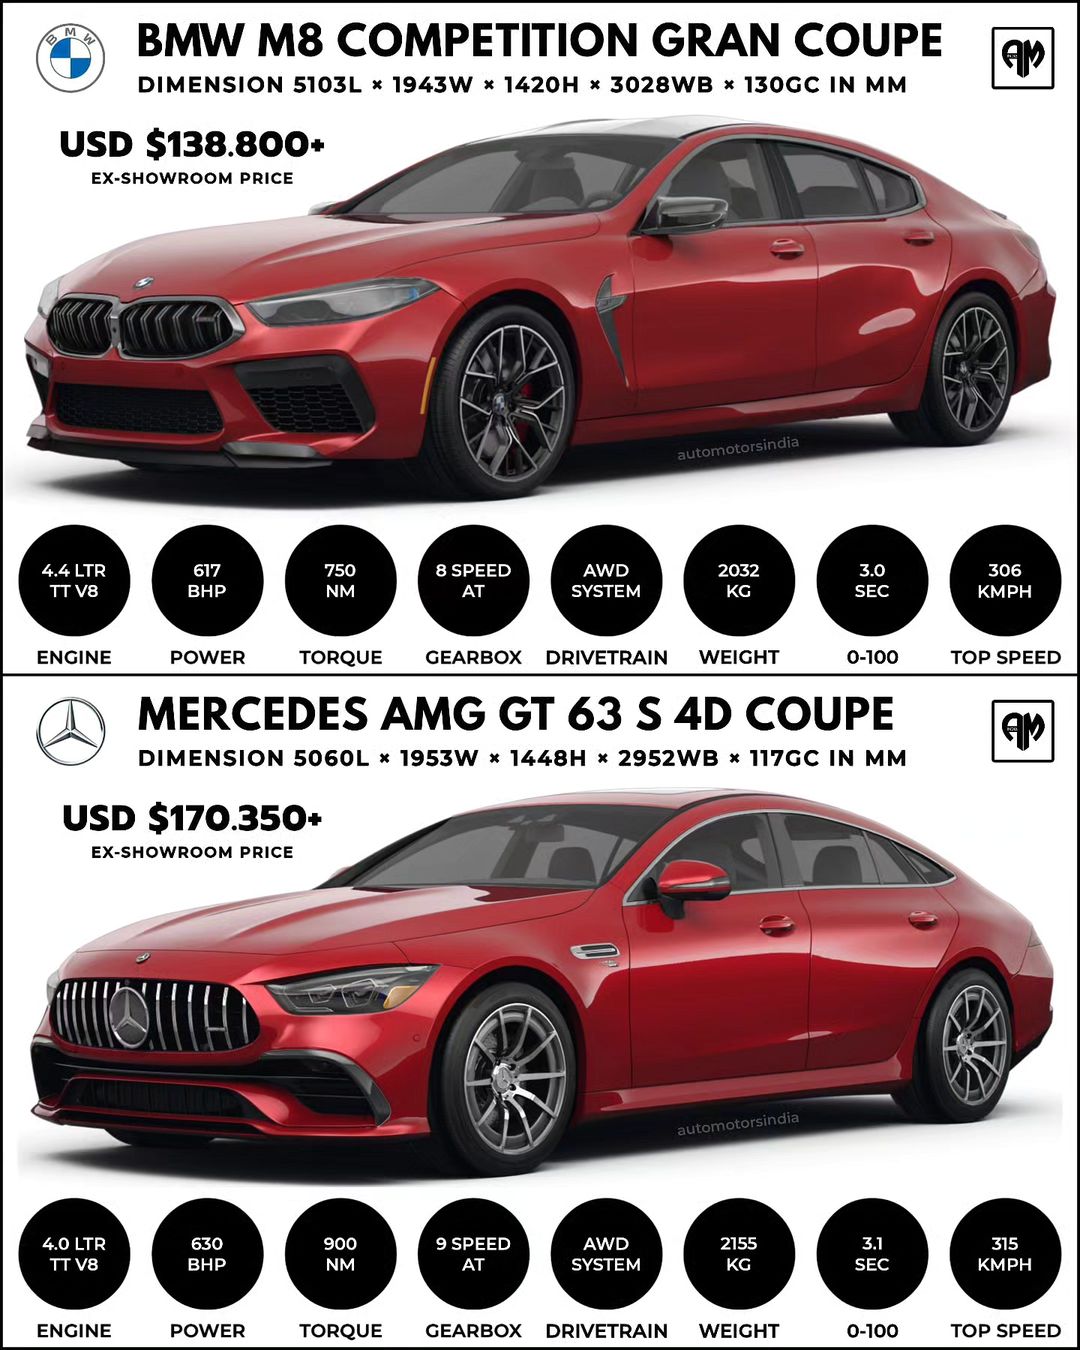 BMW
BMW M8 COMPETITION GRAN COUPE
DIMENSION 5103L × 1943W × 1420H × 3028WB × 130GC IN MM
AM
USD $138.800+
EX-SHOWROOM PRICE
automotorsindia
4.4 LTR
TT V8
617
BHP
750
NM
8 SPEED
AT
AWD
SYSTEM
2032
KG
3.0
SEC
306
KMPH
ENGINE
POWER
TORQUE
GEARBOX
DRIVETRAIN
WEIGHT
0-100
TOP SPEED
MERCEDES AMG GT 63 S 4D COUPE
DIMENSION 5060L × 1953W × 1448H × 2952WB × 117GC IN MM
AM
USD $170.350+
EX-SHOWROOM PRICE
automotorsindia
4.0 LTR
TT V8
630
BHP
900
NM
9 SPEED
AT
AWD
SYSTEM
2155
KG
3.1
SEC
315
KMPH
ENGINE
POWER
TORQUE
GEARBOX
DRIVETRAIN
WEIGHT
0-100
TOP SPEED